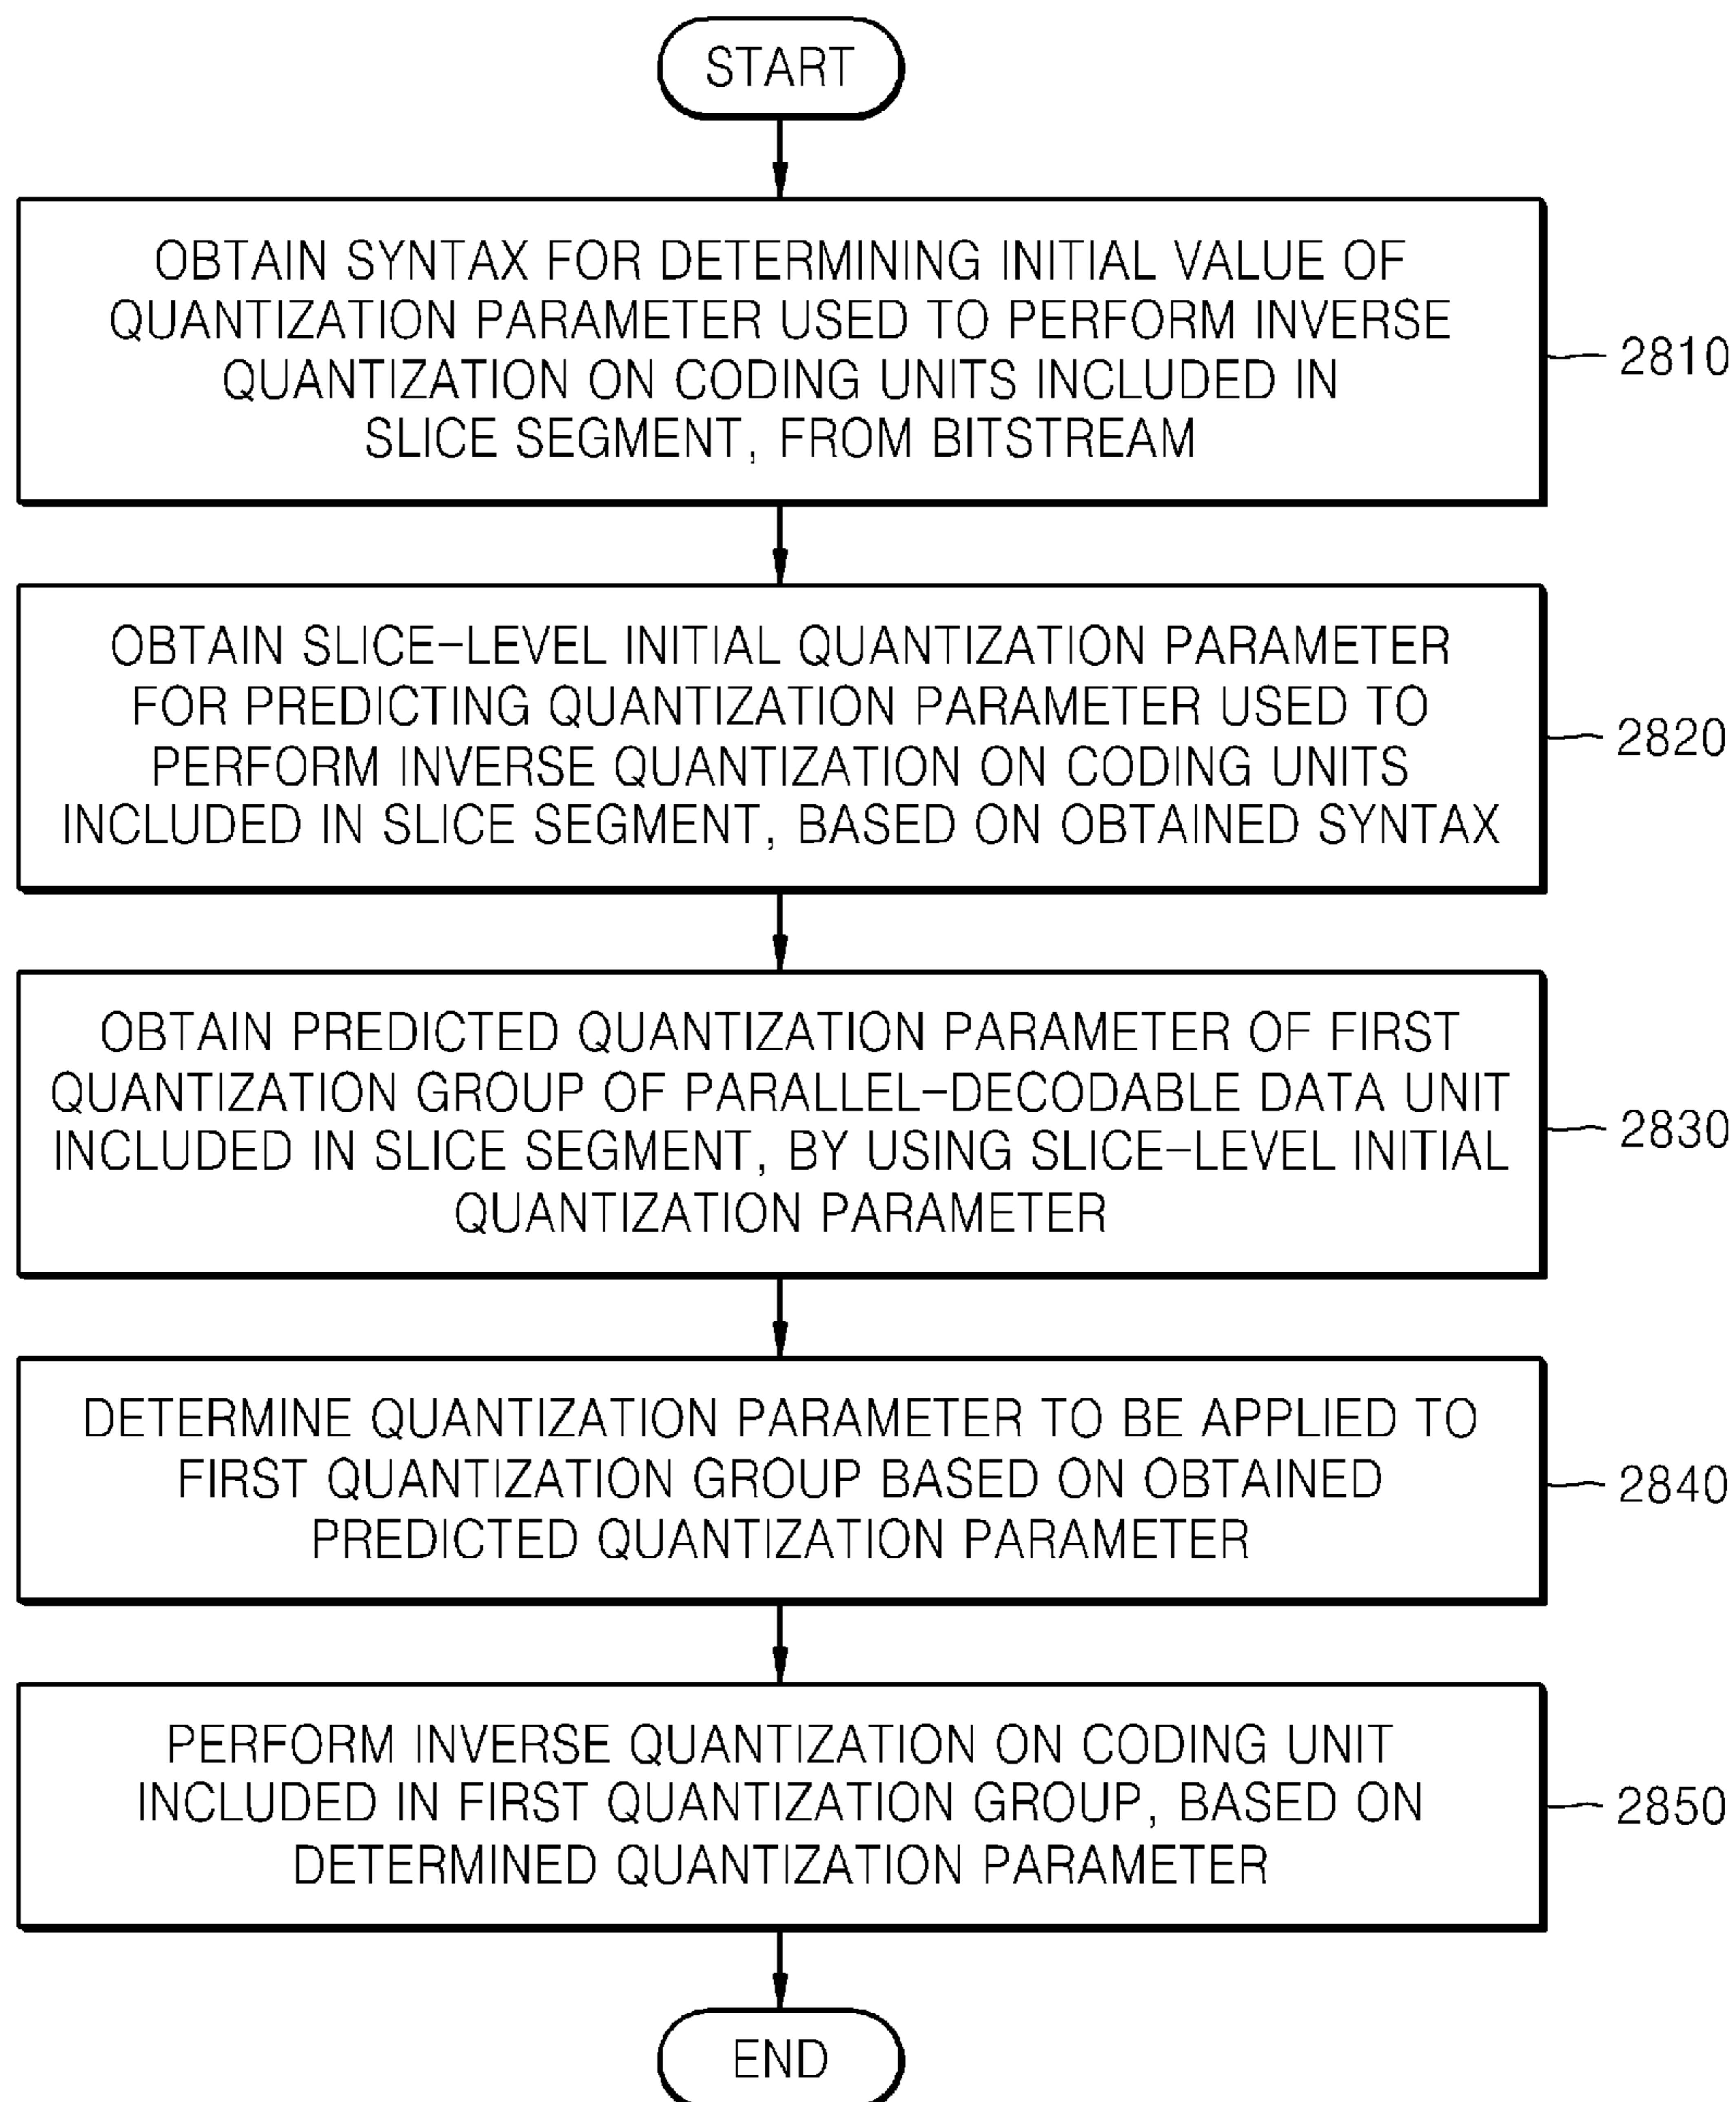 START
OBTAIN SYNTAX FOR DETERMINING INITIAL VALUE OF
QUANTIZATION PARAMETER USED TO PERFORM INVERSE
QUANTIZATION ON CODING UNITS INCLUDED IN
SLICE SEGMENT, FROM BITSTREAM
2810
OBTAIN SLICE-LEVEL INITIAL QUANTIZATION PARAMETER
FOR PREDICTING QUANTIZATION PARAMETER USED TO
PERFORM INVERSE QUANTIZATION ON CODING UNITS
INCLUDED IN SLICE SEGMENT, BASED ON OBTAINED SYNTAX
2820
OBTAIN PREDICTED QUANTIZATION PARAMETER OF FIRST
QUANTIZATION GROUP OF PARALLEL-DECODABLE DATA UNIT
INCLUDED IN SLICE SEGMENT, BY USING SLICE-LEVEL INITIAL
QUANTIZATION PARAMETER
2830
DETERMINE QUANTIZATION PARAMETER TO BE APPLIED TO
FIRST QUANTIZATION GROUP BASED ON OBTAINED
PREDICTED QUANTIZATION PARAMETER
2840
PERFORM INVERSE QUANTIZATION ON CODING UNIT
INCLUDED IN FIRST QUANTIZATION GROUP, BASED ON
DETERMINED QUANTIZATION PARAMETER
2850
END